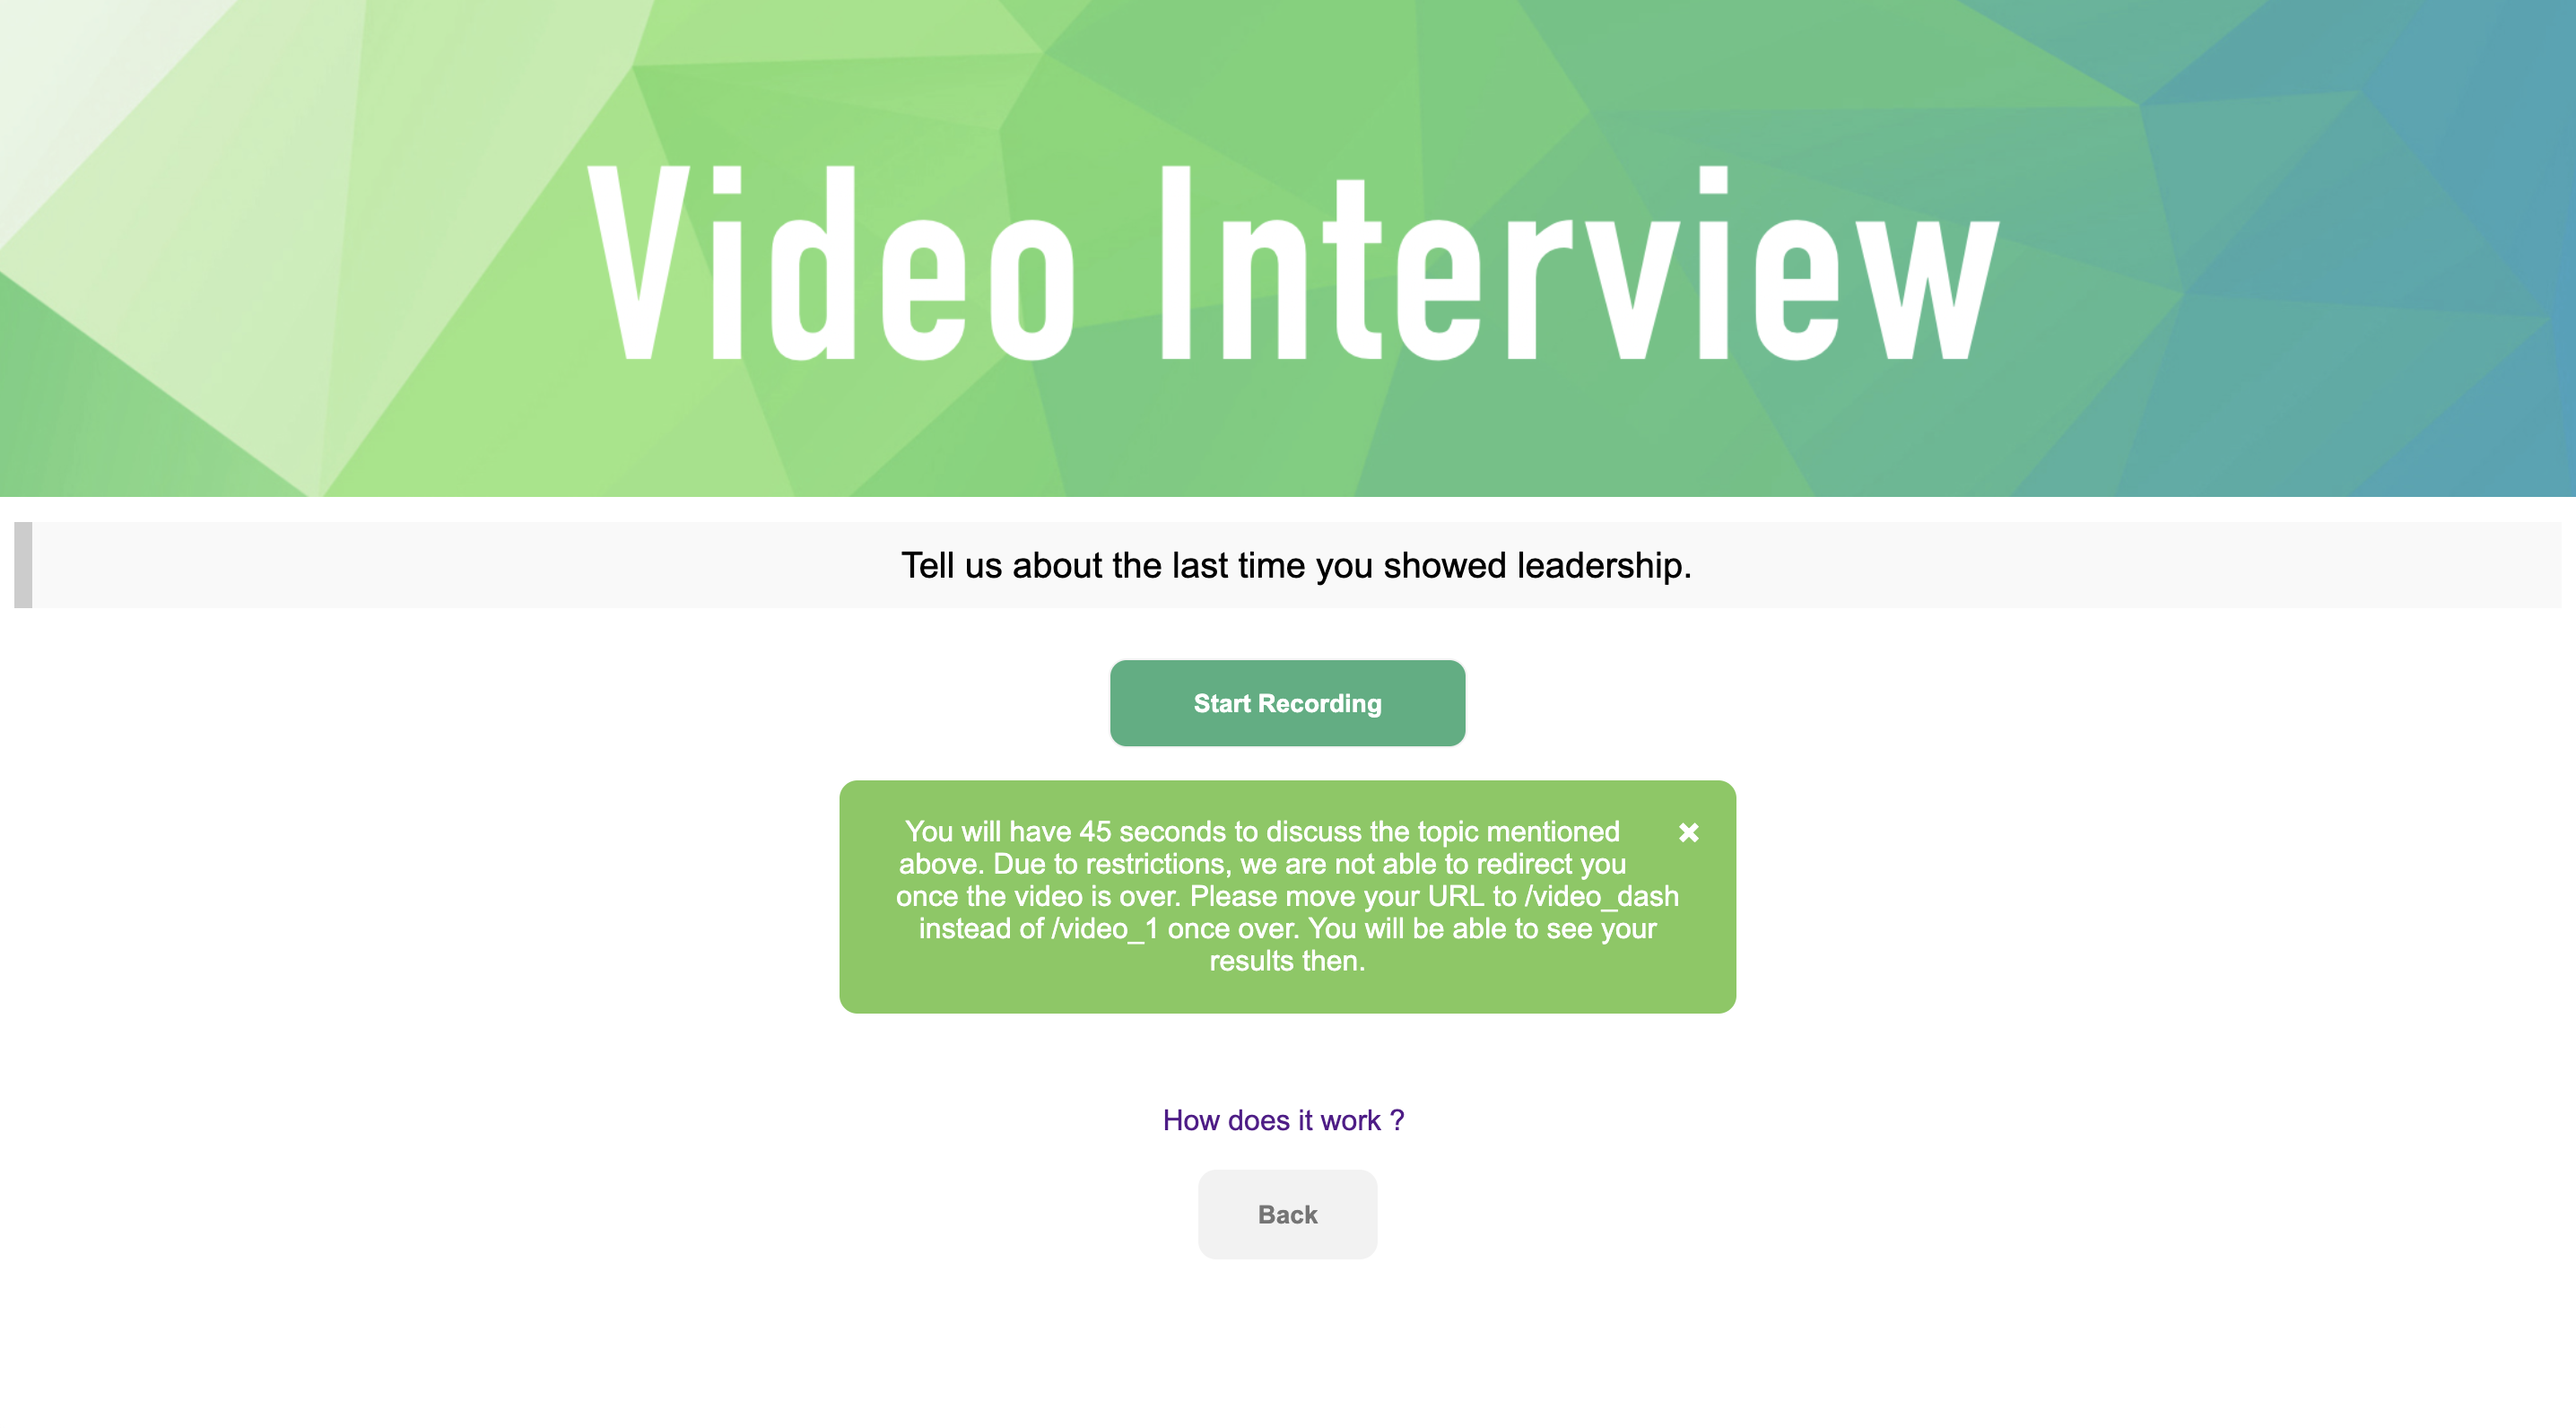 Video Interview
Tell us about the last time you showed leadership.
Start Recording
You will have 45 seconds to discuss the topic mentioned ✖
above. Due to restrictions, we are not able to redirect you
once the video is over. Please move your URL to /video_dash
instead of /video_1 once over. You will be able to see your
results then.
How does it work ?
Back